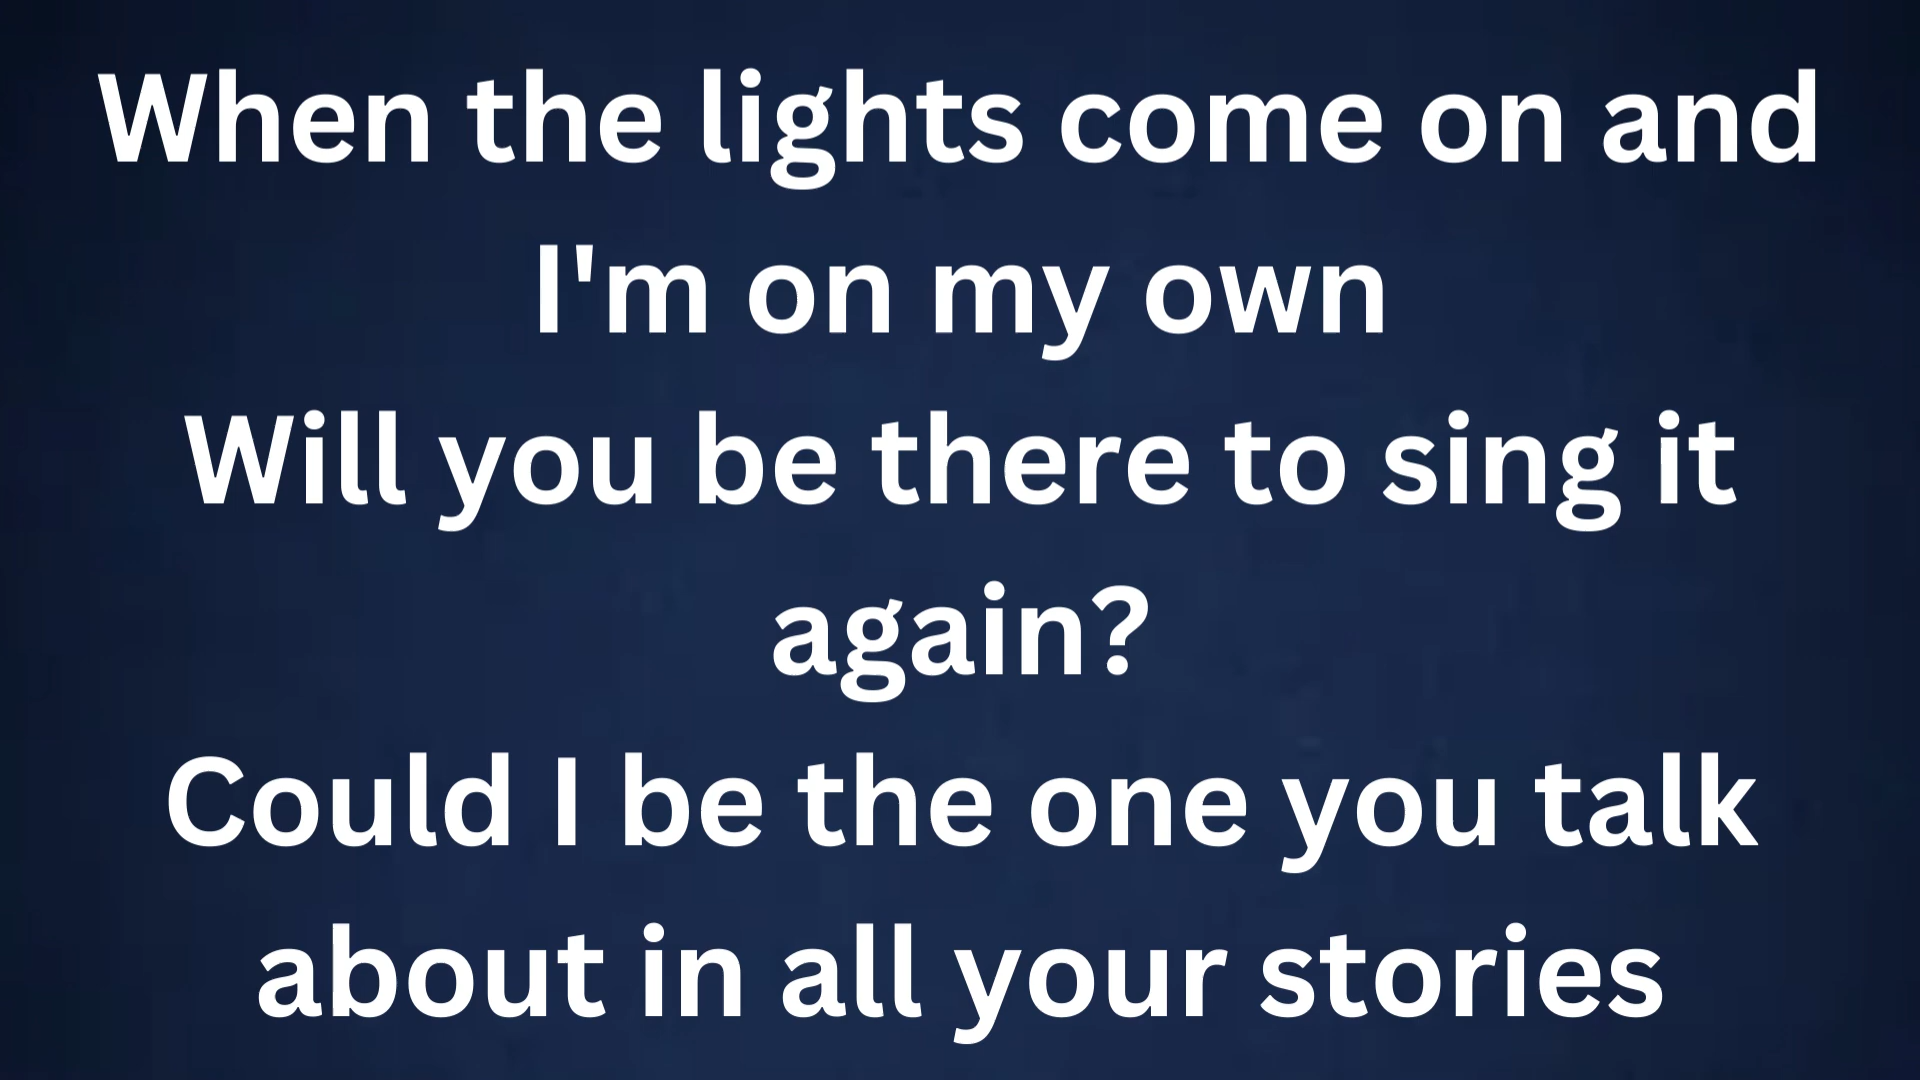 When the lights come on and
I'm on my own
Will you be there to sing it
again?
Could I be the one you talk
about in all your stories